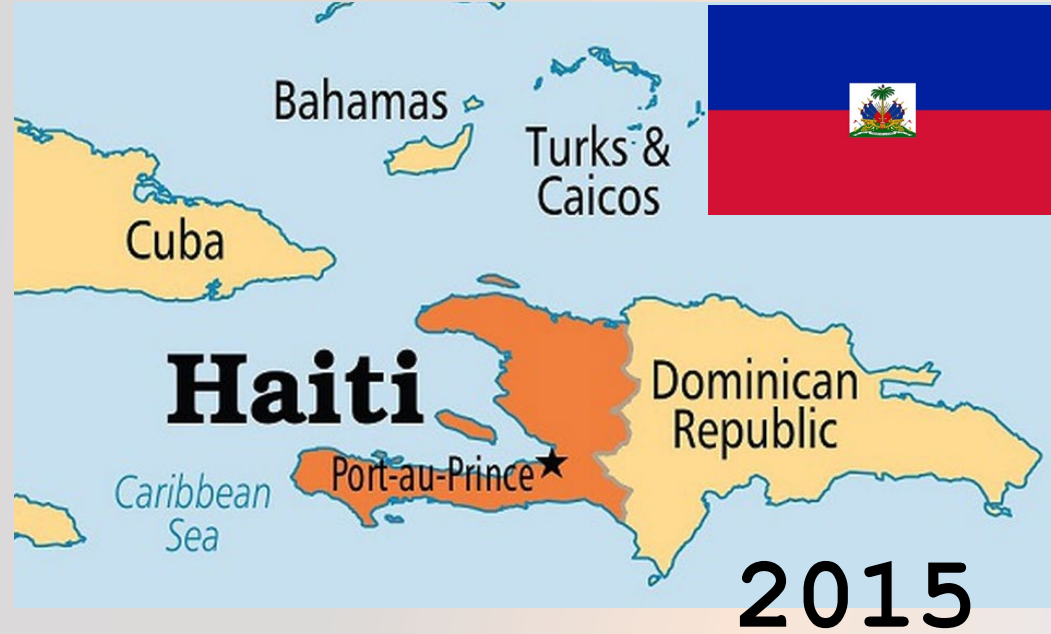 Bahamas
Turks &
Caicos
Cuba
Haiti
Dominican
Republic
Port-au-Prince
Caribbean
Sea
2015